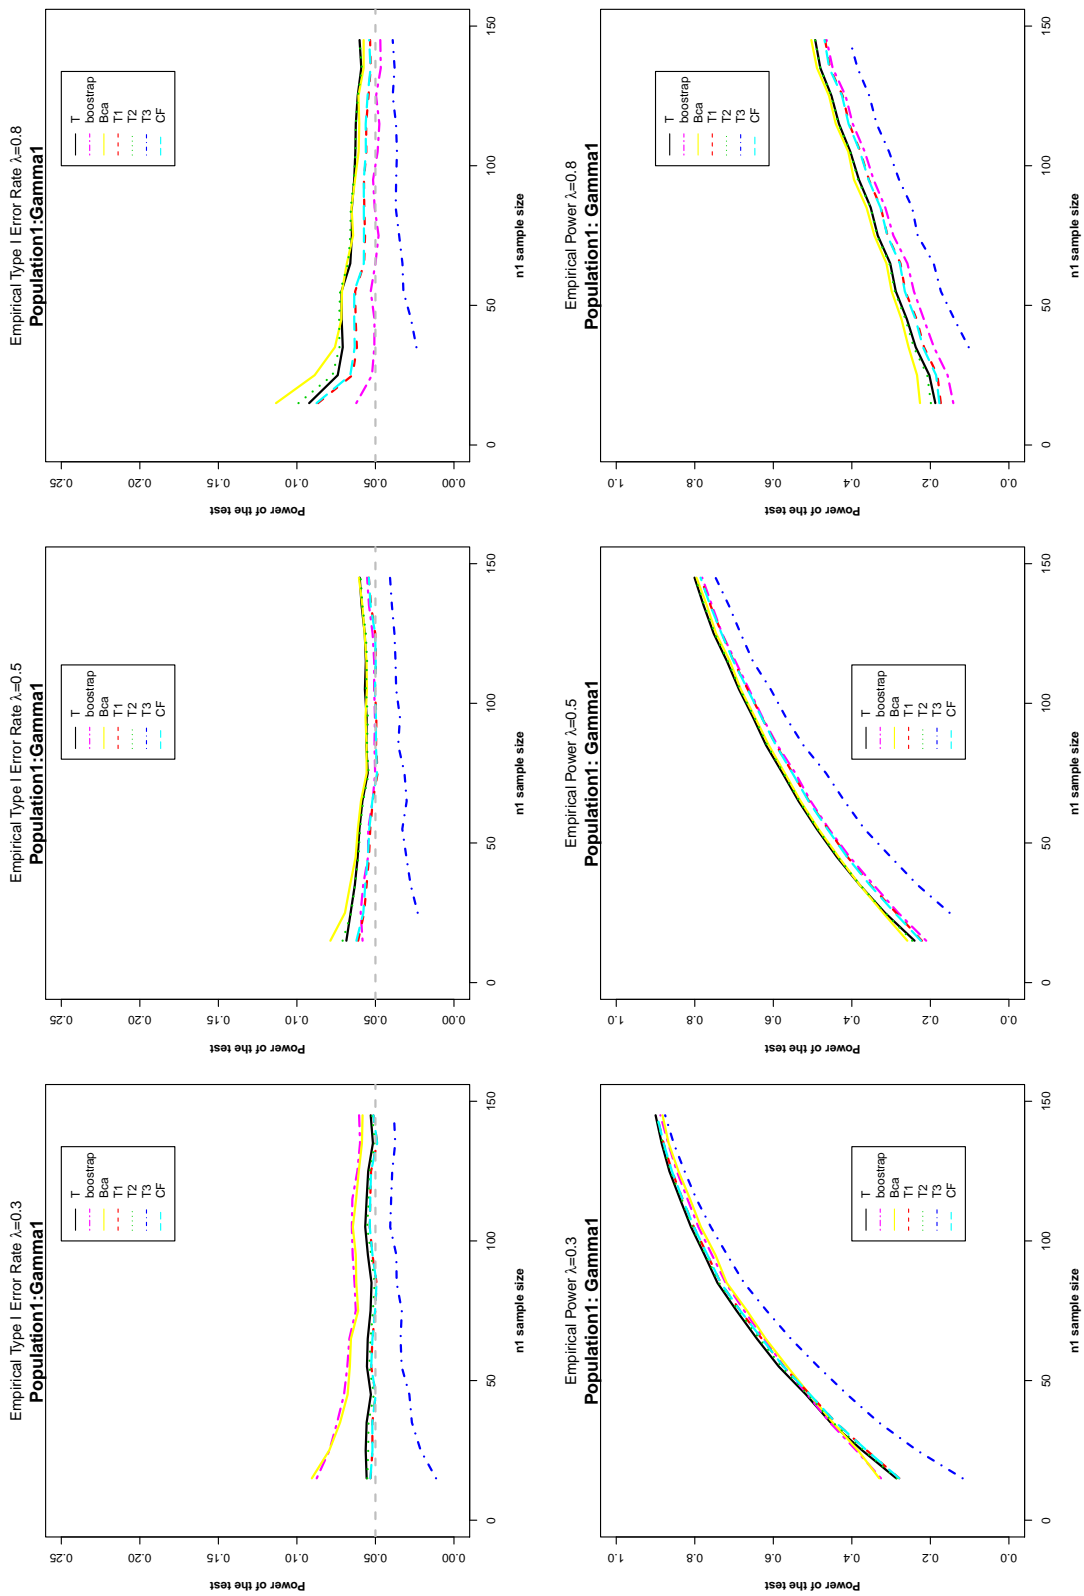 Empirical Type I Error Rate λ=0.3
Population1:Gamma1
Power of the test
0.25
0.20
0.15
0.10
0.05
0.00
T
boostrap
Bca
T1
T2
T3
CF
0
50
100
150
n1 sample size
Empirical Type I Error Rate λ=0.5
Population1:Gamma1
Power of the test
0.25
0.20
0.15
0.10
0.05
0.00
T
boostrap
Bca
T1
T2
T3
CF
0
50
100
150
n1 sample size
Empirical Type I Error Rate λ=0.8
Population1:Gamma1
Power of the test
0.25
0.20
0.15
0.10
0.05
0.00
T
boostrap
Bca
T1
T2
T3
CF
0
50
100
150
n1 sample size
Empirical Power λ=0.3
Population1: Gamma1
Power of the test
1.0
0.8
0.6
0.4
0.2
0.0
T
boostrap
Bca
T1
T2
T3
CF
0
50
100
150
n1 sample size
Empirical Power λ=0.5
Population1: Gamma1
Power of the test
1.0
0.8
0.6
0.4
0.2
0.0
T
boostrap
Bca
T1
T2
T3
CF
0
50
100
150
n1 sample size
Empirical Power λ=0.8
Population1: Gamma1
Power of the test
1.0
0.8
0.6
0.4
0.2
0.0
T
boostrap
Bca
T1
T2
T3
CF
0
50
100
150
n1 sample size